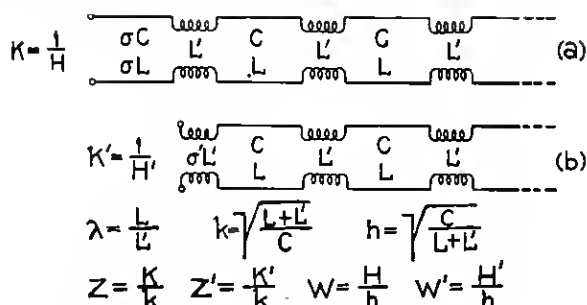 K = 1/H
σC L' C L' C L' (a)
σL L L
K' = 1/H'
σ'L' C L' C L' (b)
L L
λ = L/L' k = √(L+L'/C) h = √(C/L+L')
Z = K/k Z' = K'/k W = H/h W' = H'/h